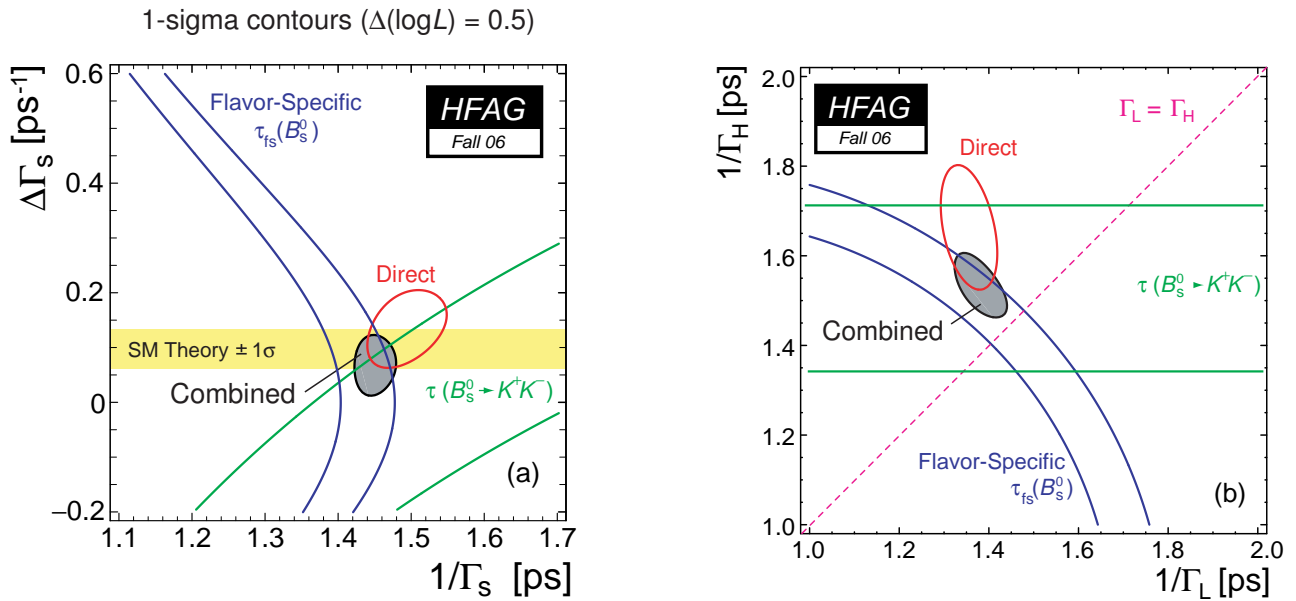 1-sigma contours (Δ(logL) = 0.5)
ΔΓs [ps⁻¹]
0.6
0.4
0.2
0
−0.2
Flavor-Specific
τfs(B⁰s)
HFAG
Fall 06
Direct
SM Theory ± 1σ
Combined
τ (B⁰s → K⁺K⁻)
(a)
1.1 1.2 1.3 1.4 1.5 1.6 1.7
1/Γs [ps]
1/ΓH [ps]
2.0
1.8
1.6
1.4
1.2
1.0
HFAG
Fall 06
ΓL = ΓH
Direct
τ (B⁰s → K⁺K⁻)
Combined
Flavor-Specific
τfs(B⁰s)
(b)
1.0 1.2 1.4 1.6 1.8 2.0
1/ΓL [ps]